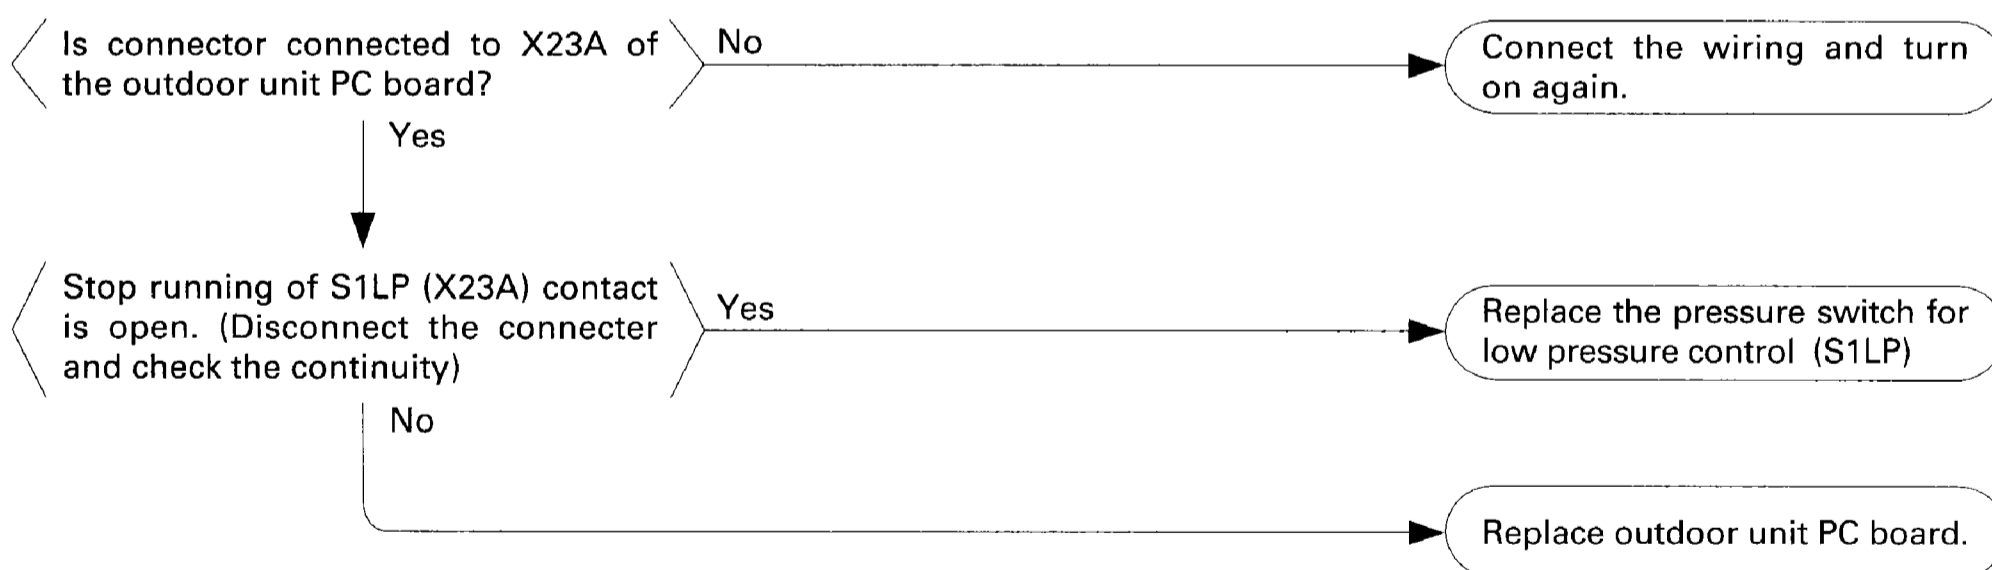 Is connector connected to X23A of
the outdoor unit PC board?
No
Connect the wiring and turn
on again.
Yes
Stop running of S1LP (X23A) contact
is open. (Disconnect the connecter
and check the continuity)
Yes
Replace the pressure switch for
low pressure control (S1LP)
No
Replace outdoor unit PC board.